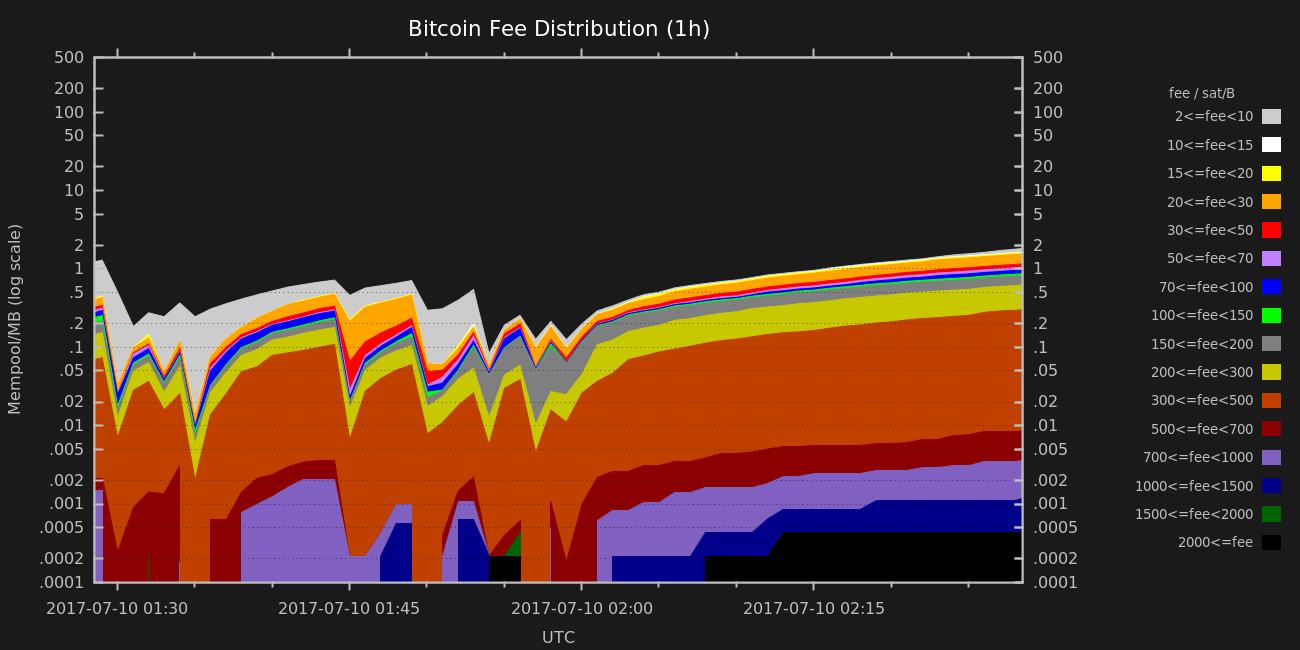 Bitcoin Fee Distribution (1h)
Mempool/MB (log scale)
500
200
100
50
20
10
5
2
1
.5
.2
.1
.05
.02
.01
.005
.002
.001
.0005
.0002
.0001
500
200
100
50
20
10
5
2
1
.5
.2
.1
.05
.02
.01
.005
.002
.001
.0005
.0002
.0001
2017-07-10 01:30 2017-07-10 01:45 2017-07-10 02:00 2017-07-10 02:15
UTC
fee / sat/B
2<=fee<10
10<=fee<15
15<=fee<20
20<=fee<30
30<=fee<50
50<=fee<70
70<=fee<100
100<=fee<150
150<=fee<200
200<=fee<300
300<=fee<500
500<=fee<700
700<=fee<1000
1000<=fee<1500
1500<=fee<2000
2000<=fee